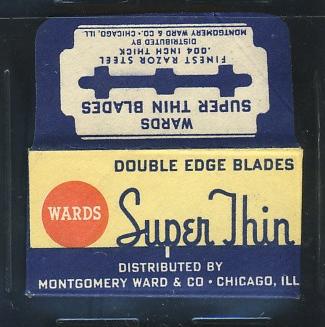 MONTGOMERY WARD & CO · CHICAGO, ILL
DISTRIBUTED BY
.004 INCH THICK
FINEST RAZOR STEEL
SUPER THIN BLADES
WARDS
DOUBLE EDGE BLADES
WARDS
Super Thin
DISTRIBUTED BY
MONTGOMERY WARD & CO · CHICAGO, ILL